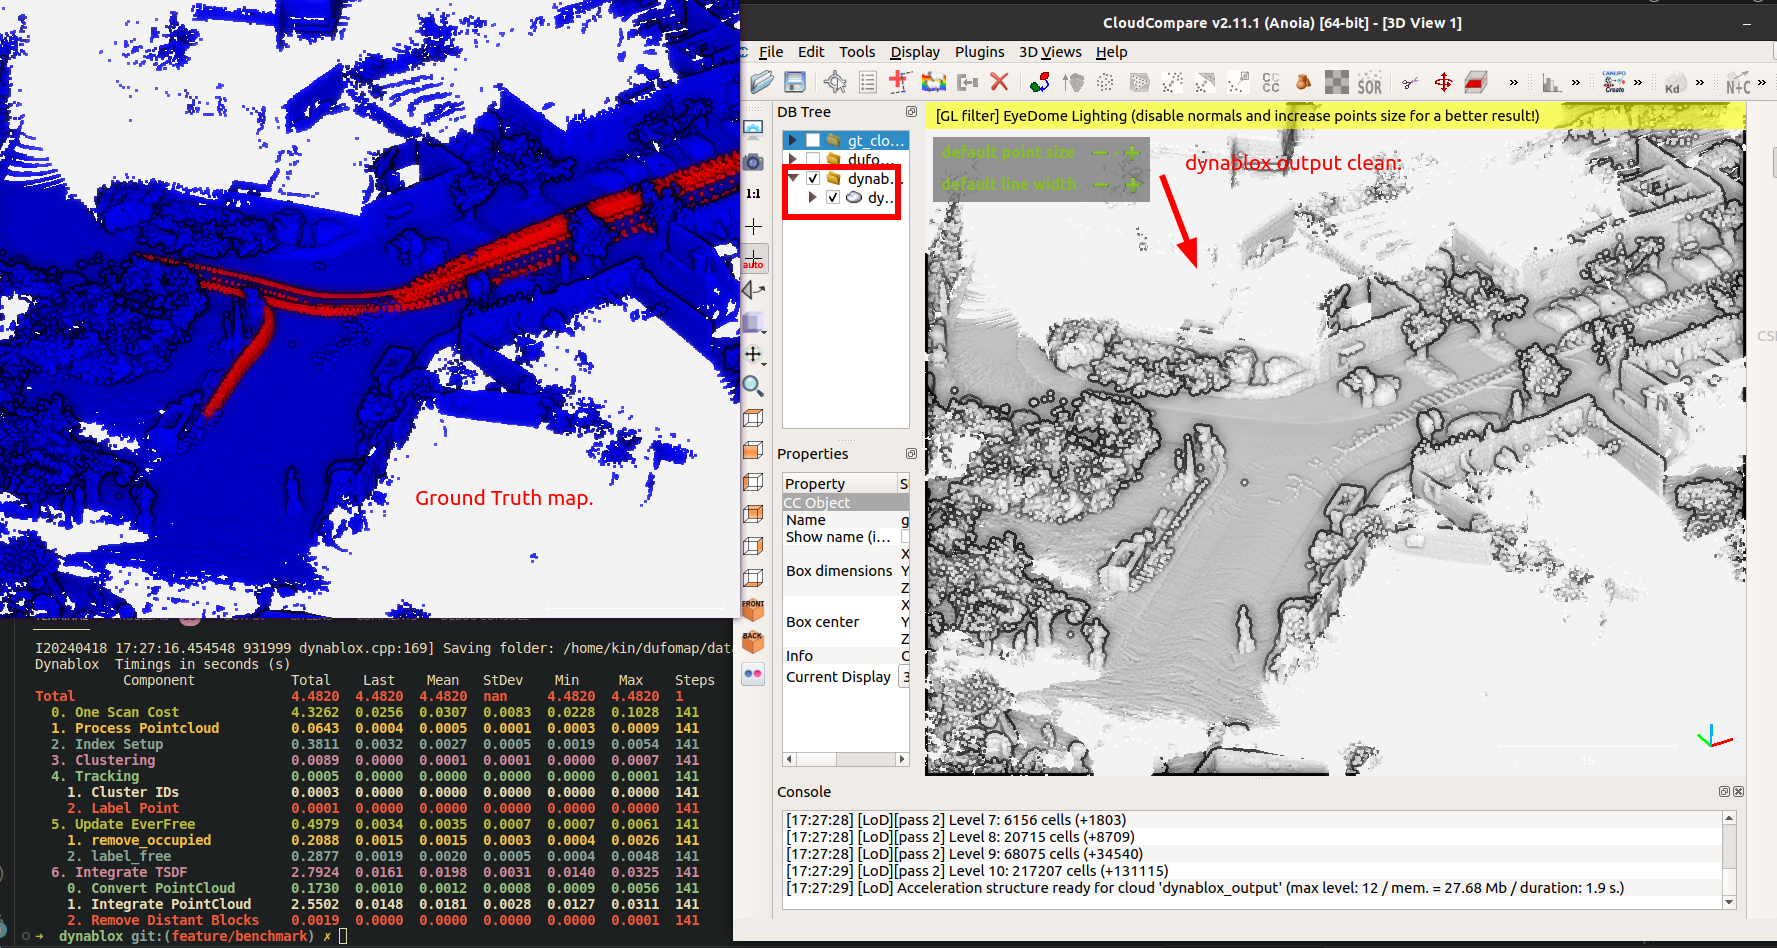 CloudCompare v2.11.1 (Anoia) [64-bit] - [3D View 1]
File Edit Tools Display Plugins 3D Views Help
SOR
CANUPO
Create
Kd
N+C
DB Tree
gt_clo...
dufo...
dynab...
dy...
1:1
auto
FRONT
BACK
Properties
Property S
CC Object
Name g
Show name (i...
X
Box dimensions Y
Z
X
Box center Y
Z
Info C
Current Display 3
[GL filter] EyeDome Lighting (disable normals and increase points size for a better result!)
default point size
default line width
dynablox output clean:
Ground Truth map.
15
Console
[17:27:28] [LoD][pass 2] Level 7: 6156 cells (+1803)
[17:27:28] [LoD][pass 2] Level 8: 20715 cells (+8709)
[17:27:28] [LoD][pass 2] Level 9: 68075 cells (+34540)
[17:27:29] [LoD][pass 2] Level 10: 217207 cells (+131115)
[17:27:29] [LoD] Acceleration structure ready for cloud 'dynablox_output' (max level: 12 / mem. = 27.68 Mb / duration: 1.9 s.)
I20240418 17:27:16.454548 931999 dynablox.cpp:169] Saving folder: /home/kin/dufomap/data
Dynablox Timings in seconds (s)
Component Total Last Mean StDev Min Max Steps
Total 4.4820 4.4820 4.4820 nan 4.4820 4.4820 1
0. One Scan Cost 4.3262 0.0256 0.0307 0.0083 0.0228 0.1028 141
1. Process Pointcloud 0.0643 0.0004 0.0005 0.0001 0.0003 0.0009 141
2. Index Setup 0.3811 0.0032 0.0027 0.0005 0.0019 0.0054 141
3. Clustering 0.0089 0.0000 0.0001 0.0001 0.0000 0.0007 141
4. Tracking 0.0005 0.0000 0.0000 0.0000 0.0000 0.0001 141
1. Cluster IDs 0.0003 0.0000 0.0000 0.0000 0.0000 0.0000 141
2. Label Point 0.0001 0.0000 0.0000 0.0000 0.0000 0.0000 141
5. Update EverFree 0.4979 0.0034 0.0035 0.0007 0.0007 0.0061 141
1. remove_occupied 0.2088 0.0015 0.0015 0.0003 0.0004 0.0026 141
2. label_free 0.2877 0.0019 0.0020 0.0005 0.0004 0.0048 141
6. Integrate TSDF 2.7924 0.0161 0.0198 0.0031 0.0140 0.0325 141
0. Convert PointCloud 0.1730 0.0010 0.0012 0.0008 0.0009 0.0056 141
1. Integrate PointCloud 2.5502 0.0148 0.0181 0.0028 0.0127 0.0311 141
2. Remove Distant Blocks 0.0019 0.0000 0.0000 0.0000 0.0000 0.0001 141
dynablox git:(feature/benchmark) ✗